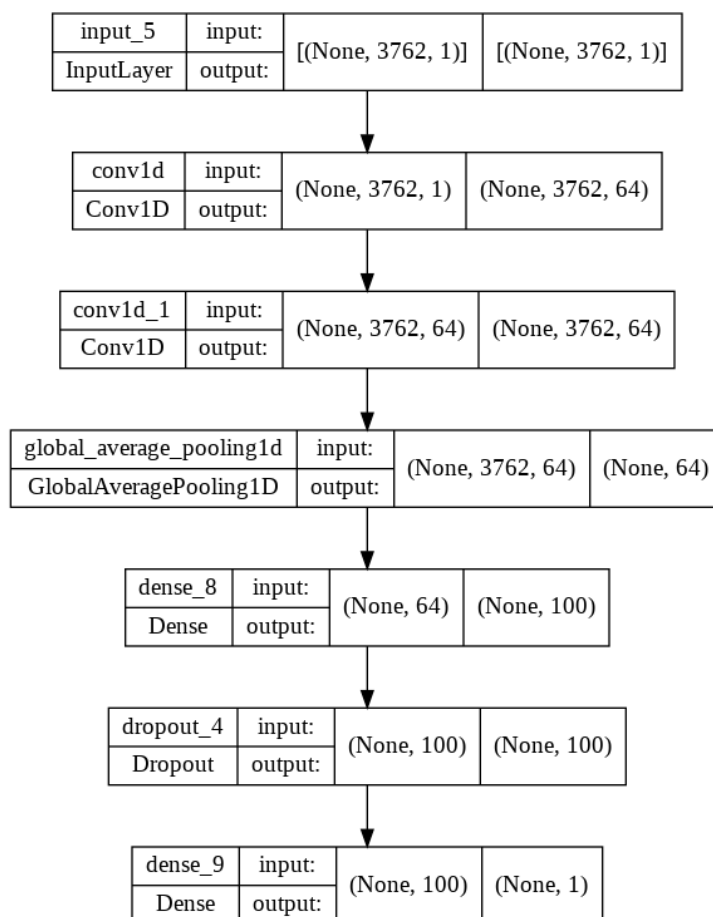 input_5 input: [(None, 3762, 1)] [(None, 3762, 1)]
InputLayer output:
conv1d input: (None, 3762, 1) (None, 3762, 64)
Conv1D output:
conv1d_1 input: (None, 3762, 64) (None, 3762, 64)
Conv1D output:
global_average_pooling1d input: (None, 3762, 64) (None, 64)
GlobalAveragePooling1D output:
dense_8 input: (None, 64) (None, 100)
Dense output:
dropout_4 input: (None, 100) (None, 100)
Dropout output:
dense_9 input: (None, 100) (None, 1)
Dense output: